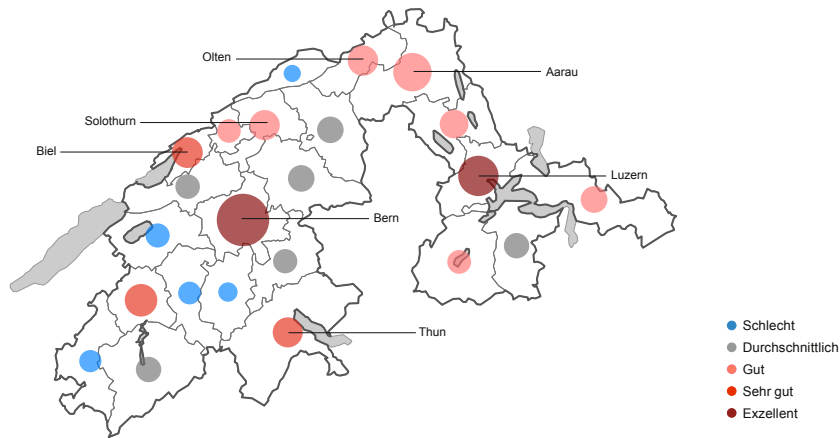 Olten
Aarau
Solothurn
Biel
Luzern
Bern
Thun
Schlecht
Durchschnittlich
Gut
Sehr gut
Exzellent